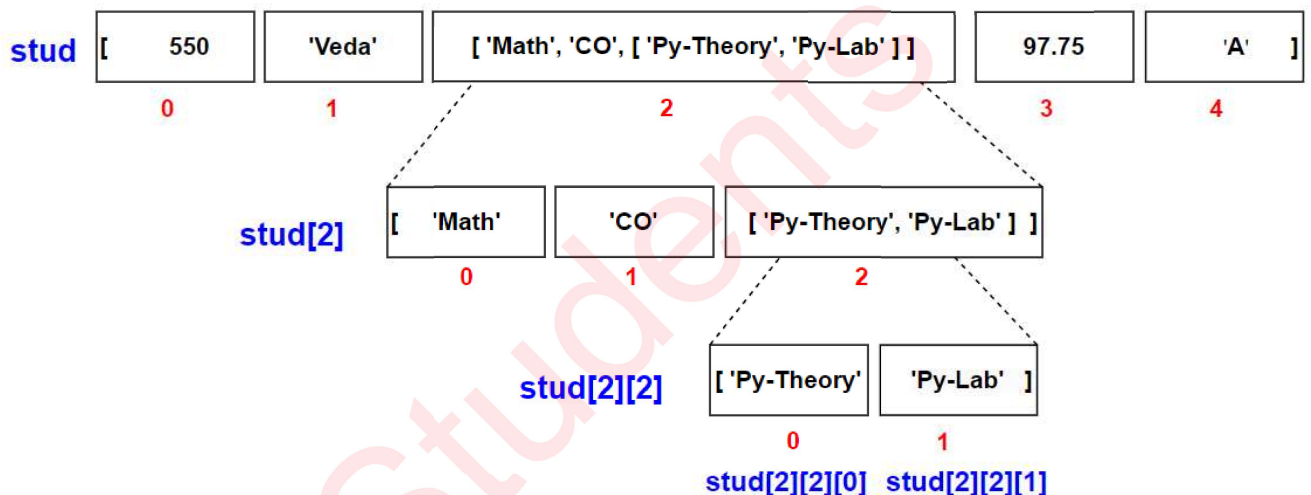 stud [ 550 'Veda' [ 'Math', 'CO', [ 'Py-Theory', 'Py-Lab' ] ] 97.75 'A' ]
0 1 2 3 4
stud[2] [ 'Math' 'CO' [ 'Py-Theory', 'Py-Lab' ] ]
0 1 2
stud[2][2] [ 'Py-Theory' 'Py-Lab' ]
0 1
stud[2][2][0] stud[2][2][1]
Students